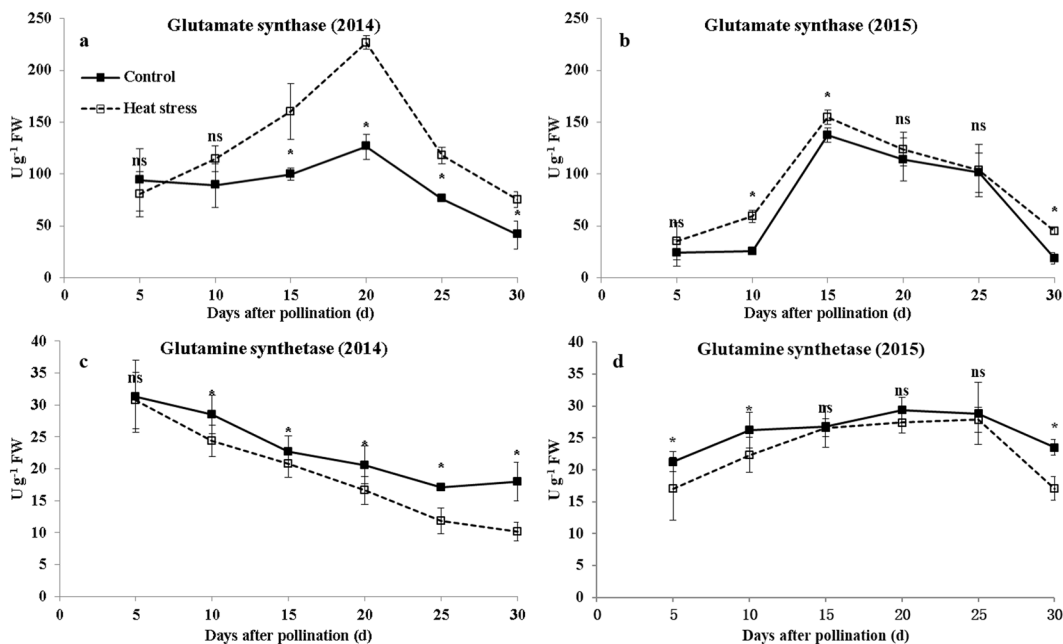 Glutamate synthase (2014)
a
Control
Heat stress
U g-1 FW
250
200
150
100
50
0
ns
ns
*
*
*
*
0 5 10 15 20 25 30
Days after pollination (d)
Glutamate synthase (2015)
b
U g-1 FW
250
200
150
100
50
0
ns
*
*
ns
ns
*
0 5 10 15 20 25 30
Days after pollination (d)
Glutamine synthetase (2014)
c
U g-1 FW
40
35
30
25
20
15
10
5
0
ns
*
*
*
*
*
0 5 10 15 20 25 30
Days after pollination (d)
Glutamine synthetase (2015)
d
U g-1 FW
40
35
30
25
20
15
10
5
0
*
*
ns
ns
ns
*
0 5 10 15 20 25 30
Days after pollination (d)